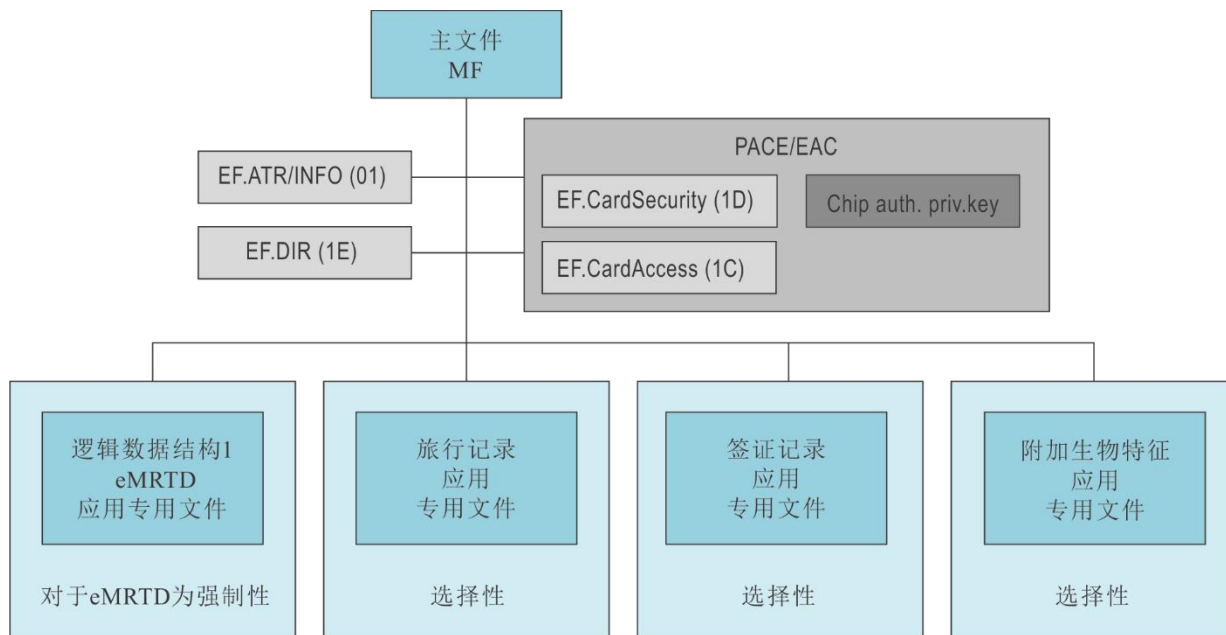 主文件
MF
PACE/EAC
EF.ATR/INFO (01)
EF.CardSecurity (1D)
Chip auth. priv.key
EF.DIR (1E)
EF.CardAccess (1C)
逻辑数据结构1
eMRTD
应用专用文件
对于eMRTD为强制性
旅行记录
应用
专用文件
选择性
签证记录
应用
专用文件
选择性
附加生物特征
应用
专用文件
选择性